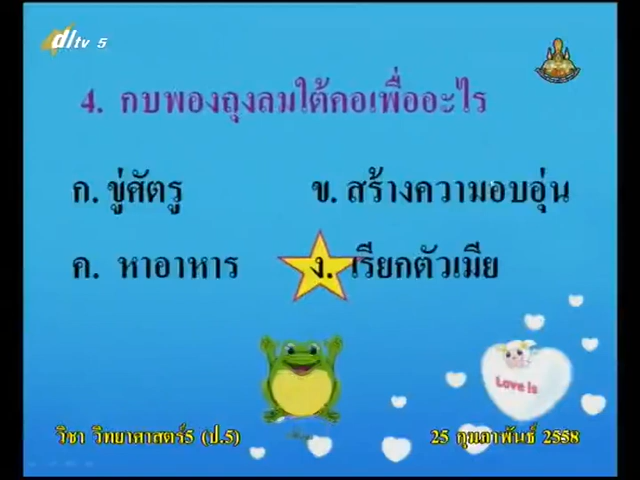 dltv 5
4. กบพองถุงลมใต้คอเพื่ออะไร
ก. ขู่ศัตรู
ข. สร้างความอบอุ่น
ค. หาอาหาร
ง. เรียกตัวเมีย
Love Is
วิชา วิทยาศาสตร์5 (ป.5)
25 กุมภาพันธ์ 2558